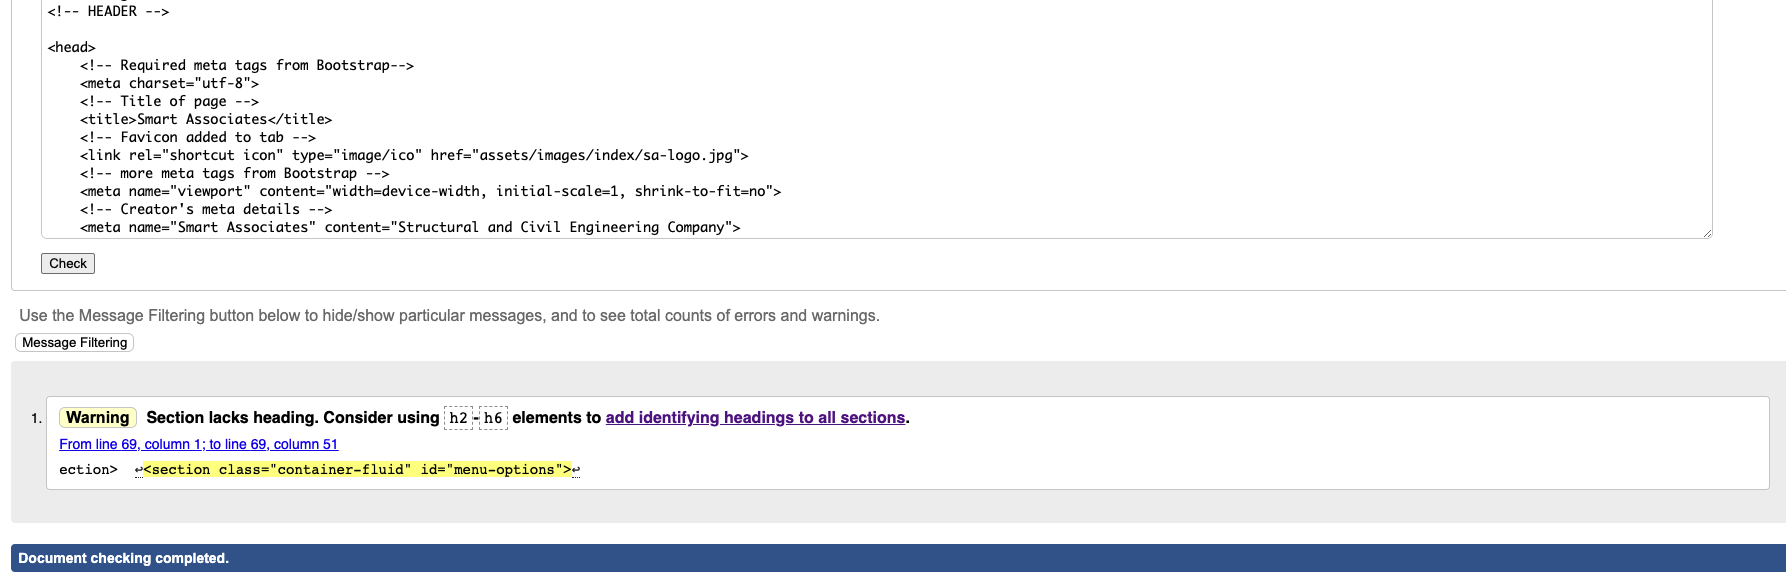 <!-- HEADER -->
<head>
<!-- Required meta tags from Bootstrap-->
<meta charset="utf-8">
<!-- Title of page -->
<title>Smart Associates</title>
<!-- Favicon added to tab -->
<link rel="shortcut icon" type="image/ico" href="assets/images/index/sa-logo.jpg">
<!-- more meta tags from Bootstrap -->
<meta name="viewport" content="width=device-width, initial-scale=1, shrink-to-fit=no">
<!-- Creator's meta details -->
<meta name="Smart Associates" content="Structural and Civil Engineering Company">
Check
Use the Message Filtering button below to hide/show particular messages, and to see total counts of errors and warnings.
Message Filtering
1. Warning Section lacks heading. Consider using h2-h6 elements to add identifying headings to all sections.
From line 69, column 1; to line 69, column 51
ection> ↩<section class="container-fluid" id="menu-options">↩
Document checking completed.